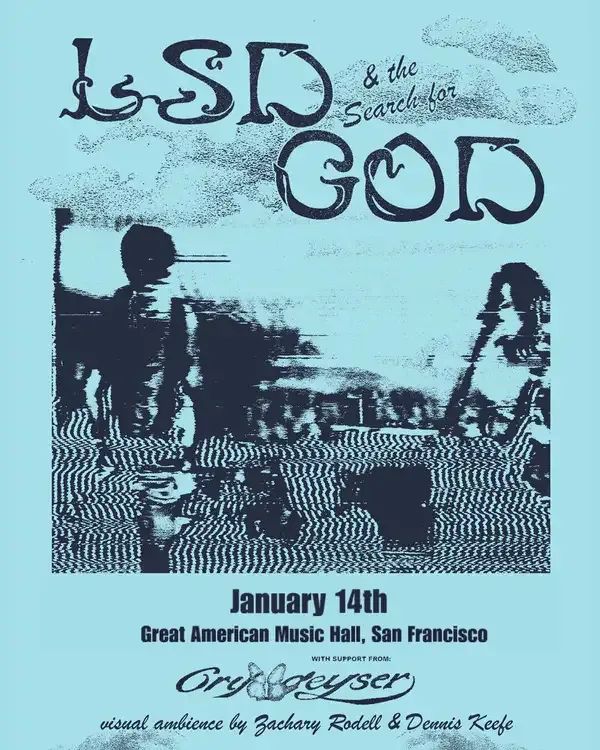 LSD & the
Search for
GOD
January 14th
Great American Music Hall, San Francisco
WITH SUPPORT FROM:
Cry geyser
visual ambience by Zachary Rodell & Dennis Keefe